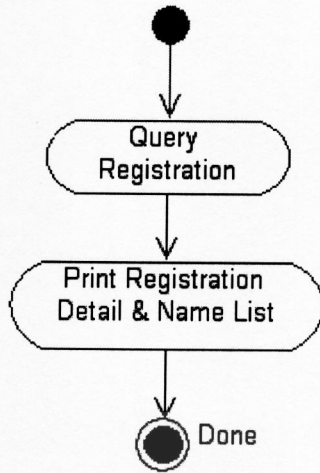 Query
Registration
Print Registration
Detail & Name List
Done